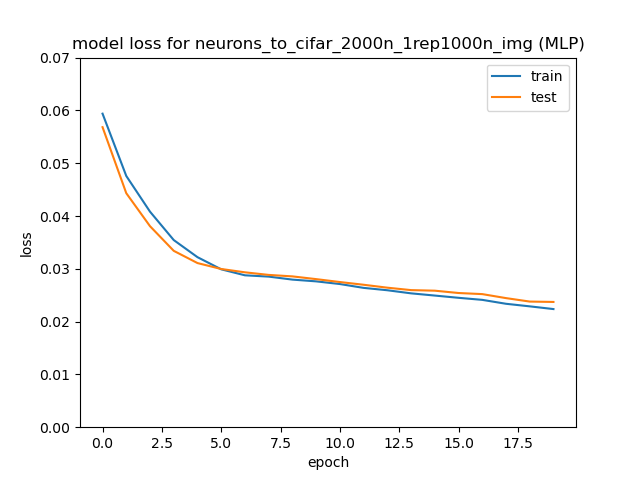 model loss for neurons_to_cifar_2000n_1rep1000n_img (MLP)
train
test
0.07
0.06
0.05
0.04
0.03
0.02
0.01
0.00
loss
0.0 2.5 5.0 7.5 10.0 12.5 15.0 17.5
epoch